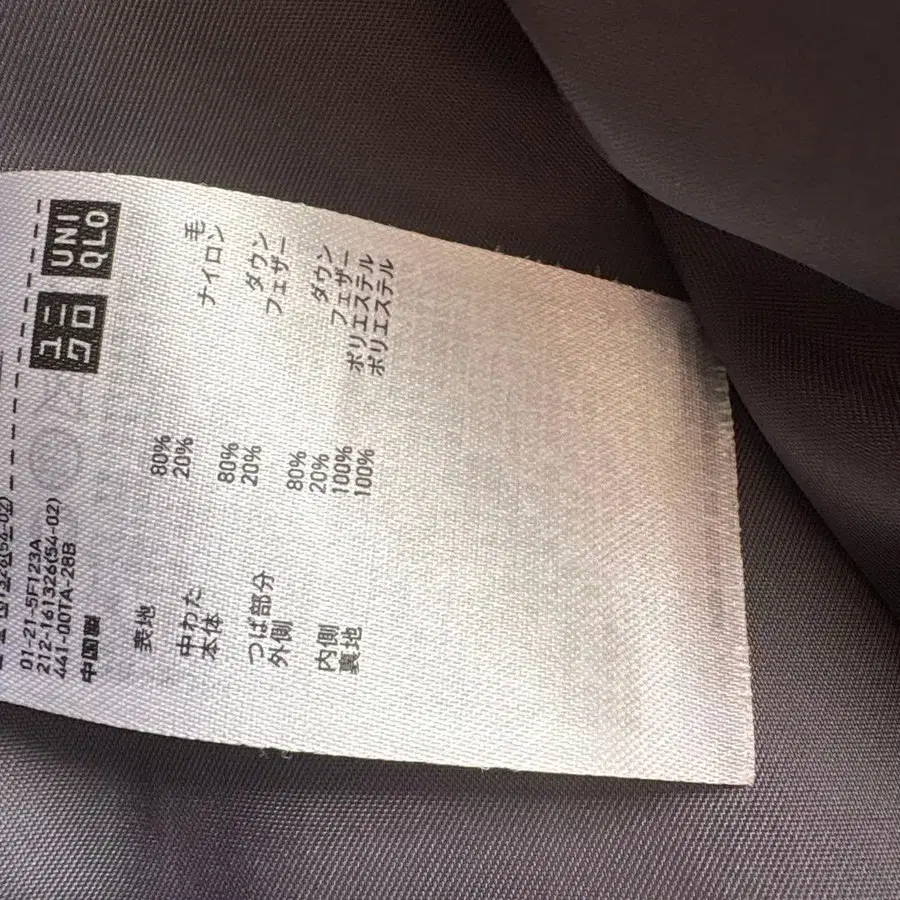 ユニ
クロ
UNI
QLO
01-21-5F123A
212-161326(54-02)
441-00TA-28B
中国製
表地 80% 毛
20% ナイロン
中わた
本体 80% ダウン
20% フェザー
つば部分
外側 80% ダウン
20% フェザー
内側 100% ポリエステル
裏地 100% ポリエステル